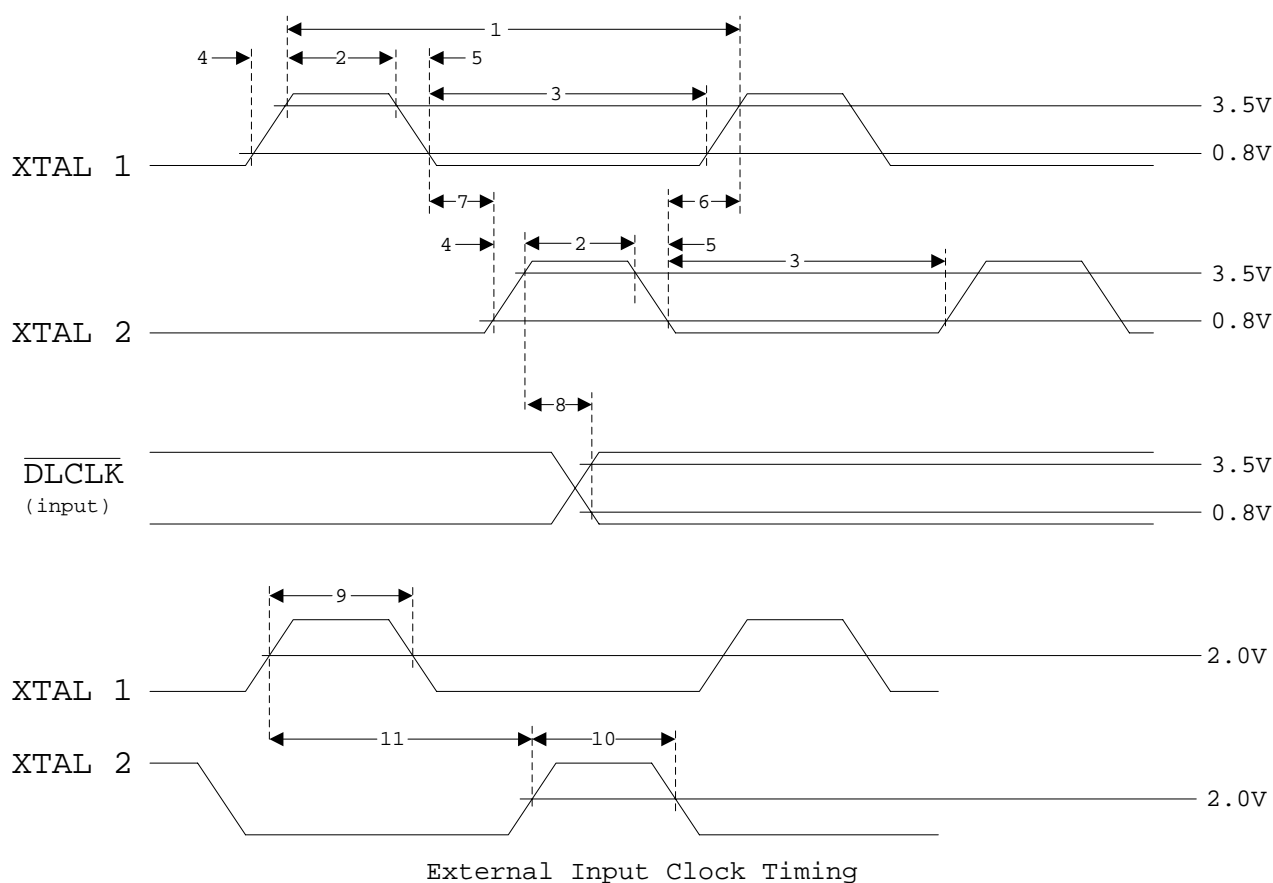 1
4 2 5
3
3.5V
0.8V
XTAL 1
7 6
4 2 5
3
3.5V
0.8V
XTAL 2
8
DLCLK
(input)
3.5V
0.8V
9
2.0V
XTAL 1
11 10
XTAL 2
2.0V
External Input Clock Timing